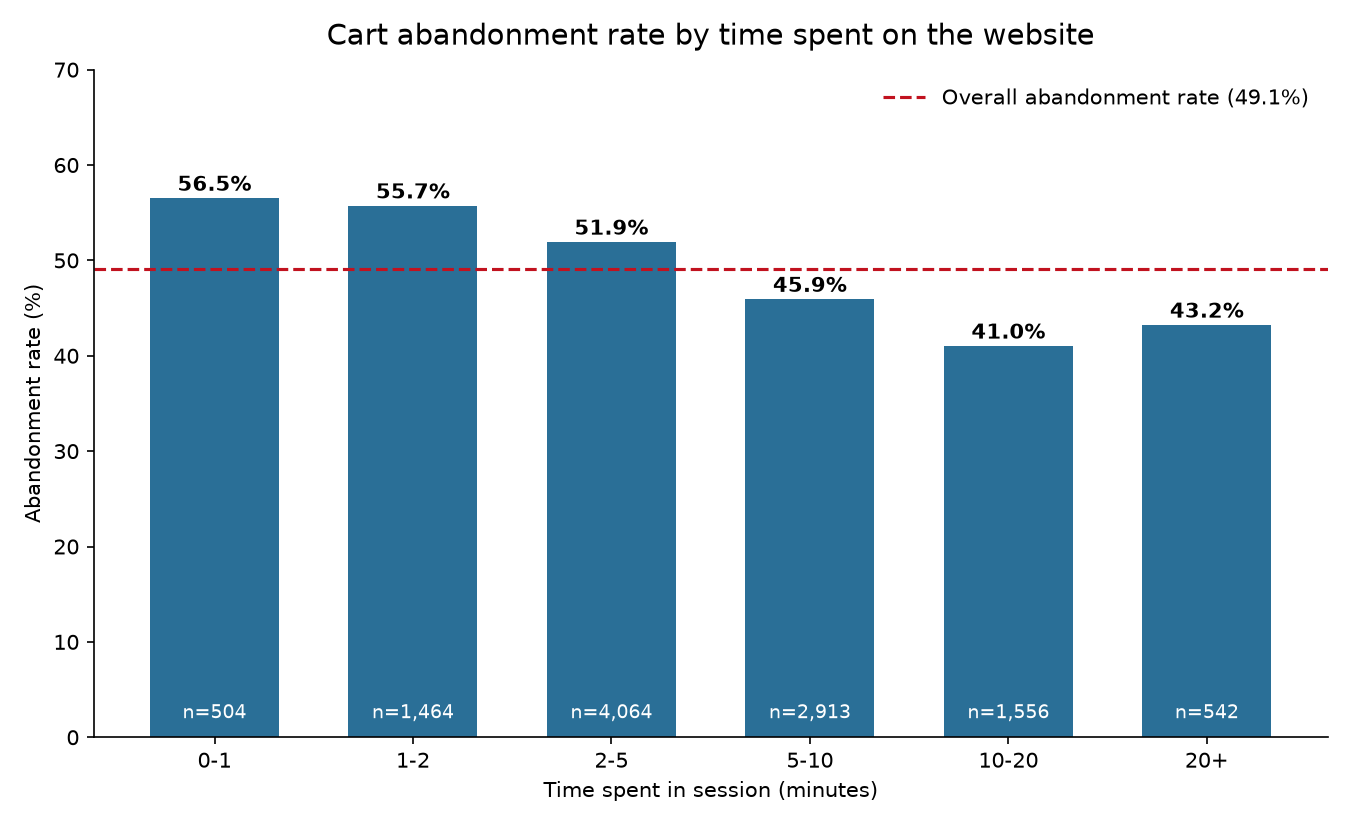 Cart abandonment rate by time spent on the website
Overall abandonment rate (49.1%)
Abandonment rate (%)
70
60
50
40
30
20
10
0
56.5%
55.7%
51.9%
45.9%
41.0%
43.2%
n=504
n=1,464
n=4,064
n=2,913
n=1,556
n=542
0-1
1-2
2-5
5-10
10-20
20+
Time spent in session (minutes)